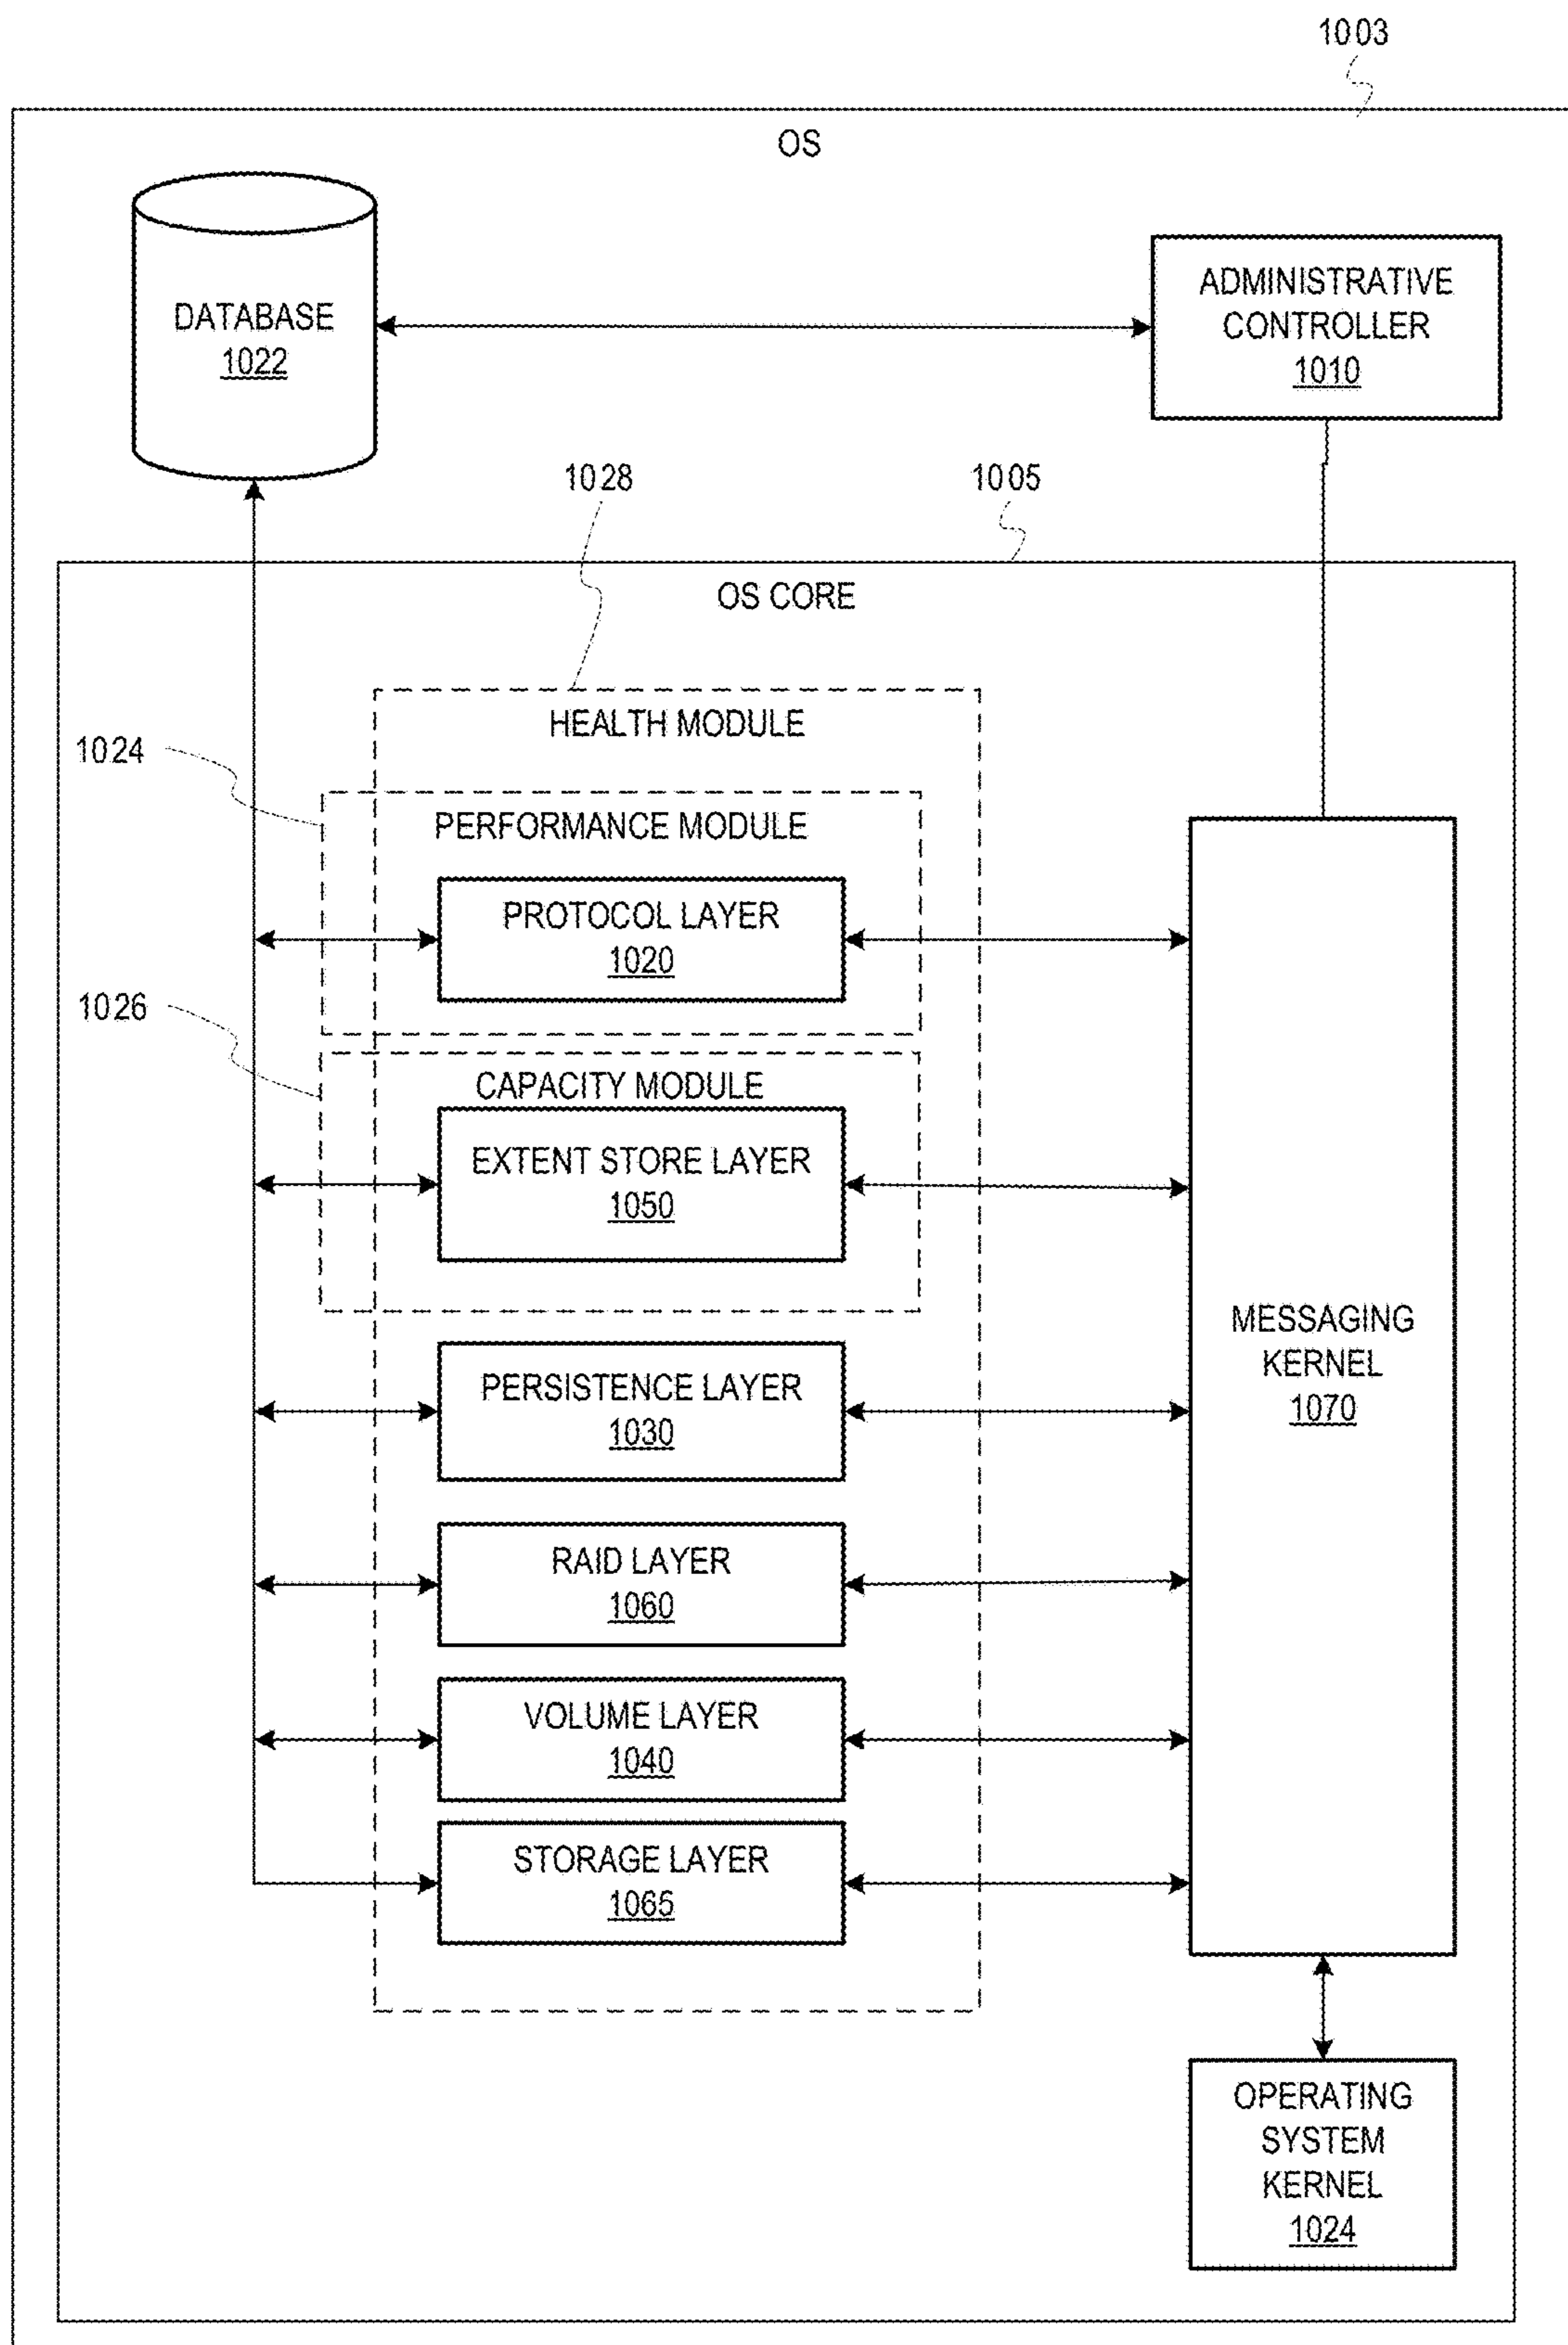 1003
OS
DATABASE
1022
ADMINISTRATIVE
CONTROLLER
1010
1028
1005
OS CORE
HEALTH MODULE
1024
PERFORMANCE MODULE
PROTOCOL LAYER
1020
1026
CAPACITY MODULE
EXTENT STORE LAYER
1050
PERSISTENCE LAYER
1030
RAID LAYER
1060
VOLUME LAYER
1040
STORAGE LAYER
1065
MESSAGING
KERNEL
1070
OPERATING
SYSTEM
KERNEL
1024